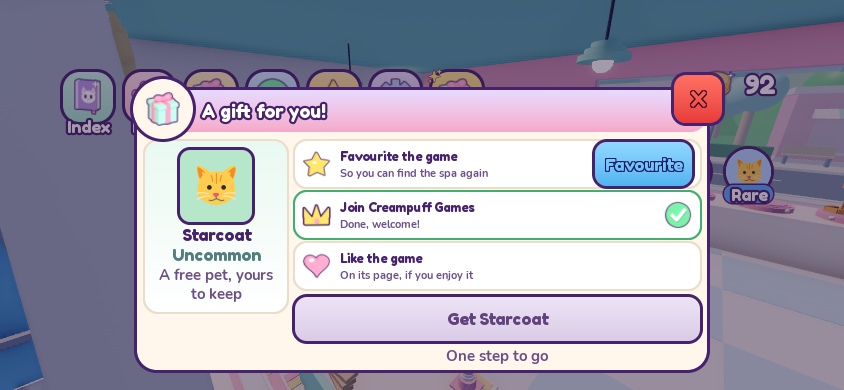 92
Index
A gift for you!
Favourite the game
So you can find the spa again
Favourite
Join Creampuff Games
Done, welcome!
Like the game
On its page, if you enjoy it
Starcoat
Uncommon
A free pet, yours
to keep
Get Starcoat
One step to go
Rare